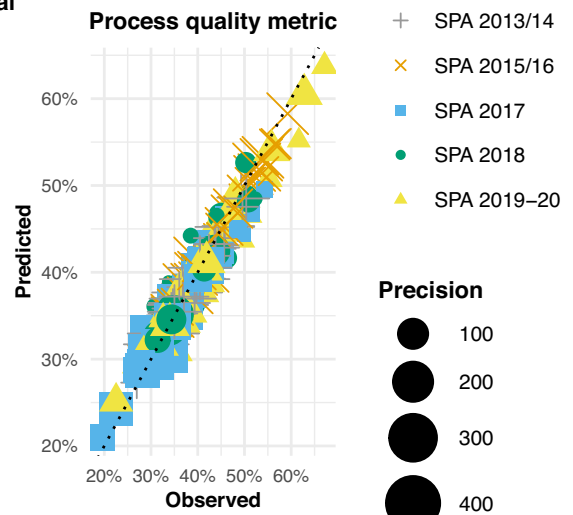 al
Process quality metric
60%
50%
40%
30%
20%
Predicted
20% 30% 40% 50% 60%
Observed
SPA 2013/14
SPA 2015/16
SPA 2017
SPA 2018
SPA 2019–20
Precision
100
200
300
400